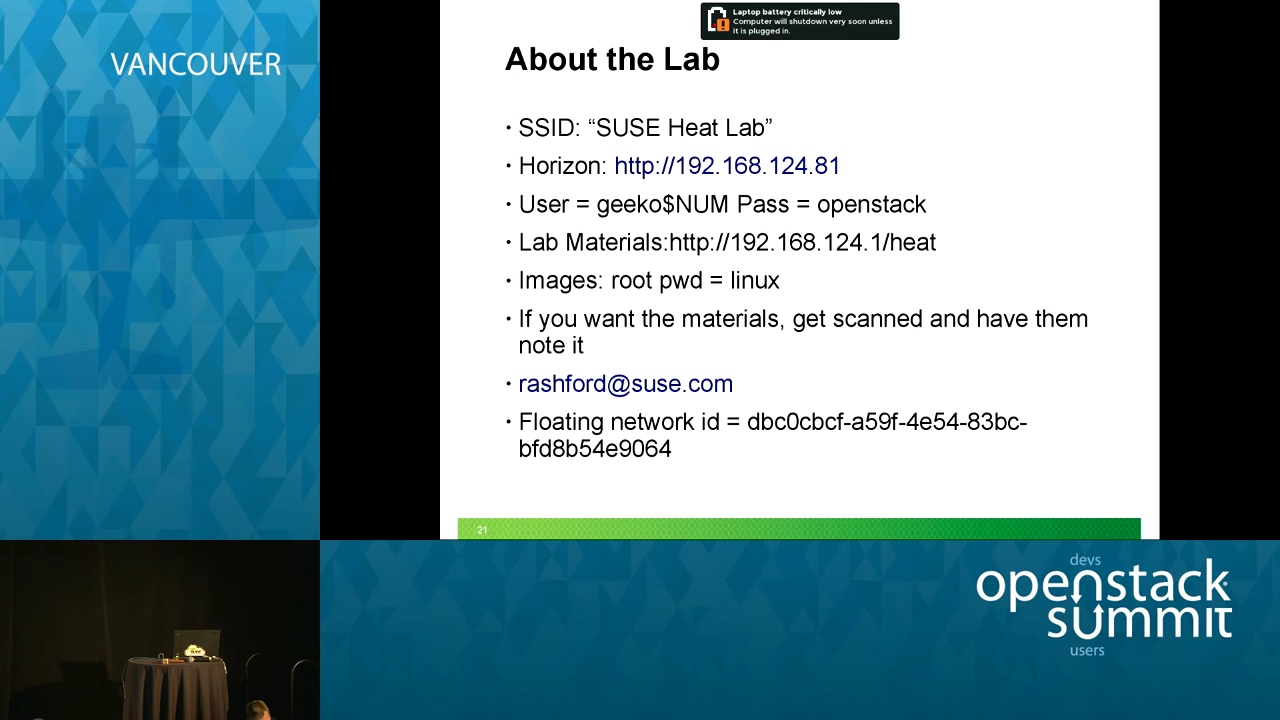 VANCOUVER
Laptop battery critically low
Computer will shutdown very soon unless
it is plugged in.
About the Lab
• SSID: “SUSE Heat Lab”
• Horizon: http://192.168.124.81
• User = geeko$NUM Pass = openstack
• Lab Materials:http://192.168.124.1/heat
• Images: root pwd = linux
• If you want the materials, get scanned and have them
note it
• rashford@suse.com
• Floating network id = dbc0cbcf-a59f-4e54-83bc-
bfd8b54e9064
21
SUSE
devs
openstack
summit
users